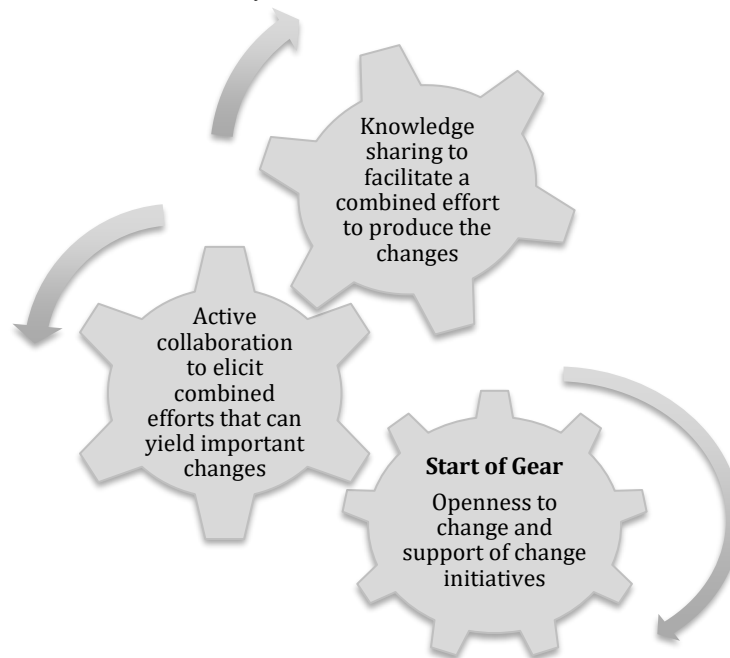 Knowledge
sharing to
facilitate a
combined effort
to produce the
changes
Active
collaboration
to elicit
combined
efforts that can
yield important
changes
Start of Gear
Openness to
change and
support of change
initiatives